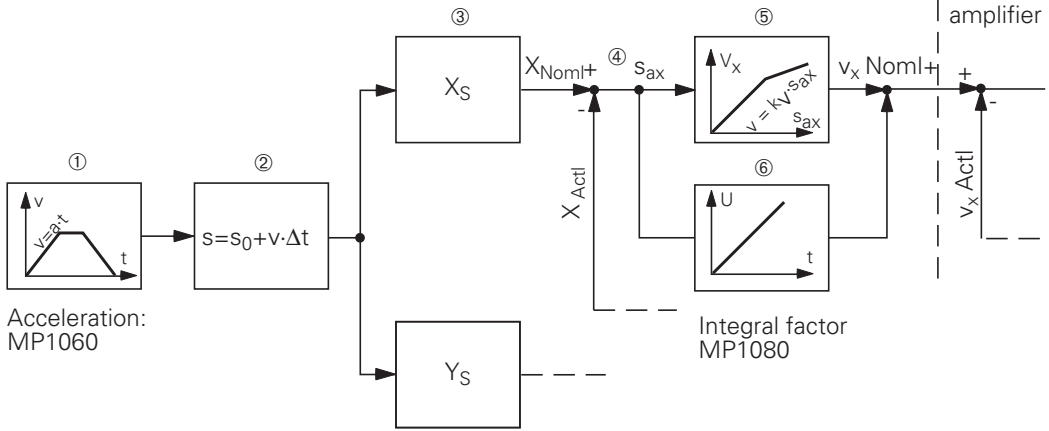 amplifier
③
X_S
X_Noml+
④
s_ax
-
X Actl
⑤
V_x
v = k_v·s_ax
s_ax
v_x Noml+
+
-
v_x Actl
①
v
v=a·t
t
②
s=s_0+v·Δt
⑥
U
t
Acceleration:
MP1060
Integral factor
MP1080
Y_S